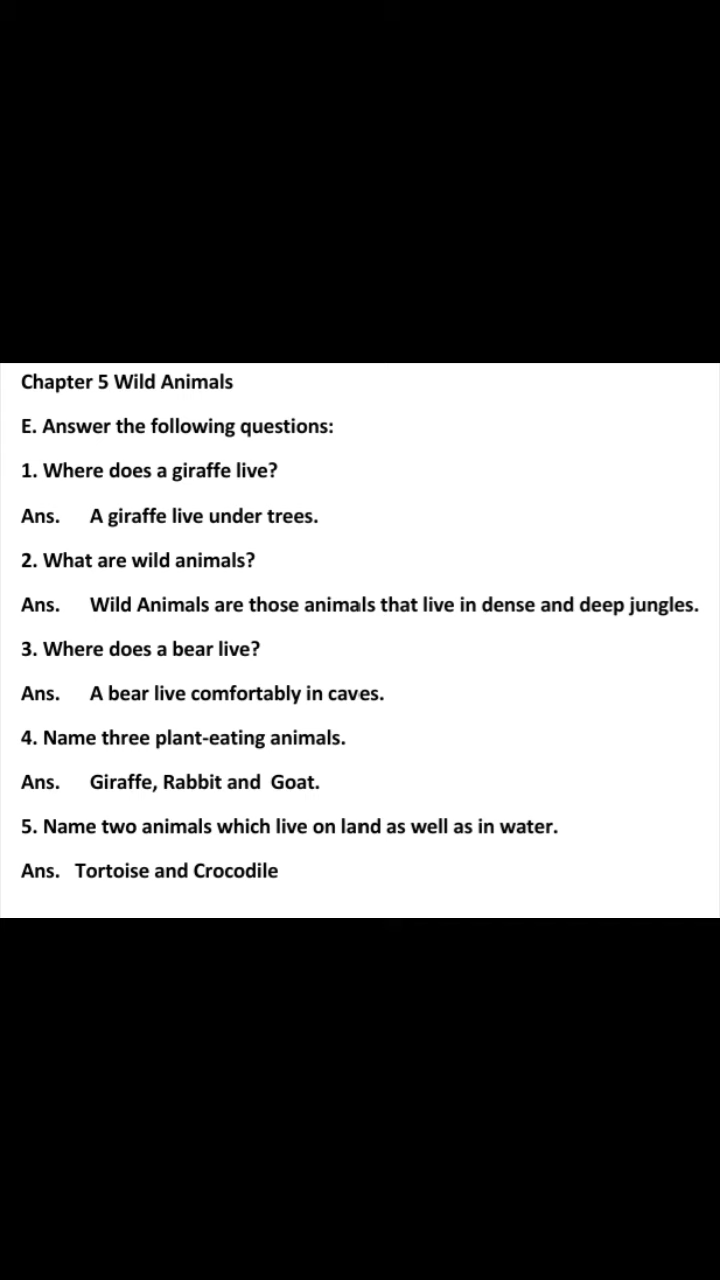 Chapter 5 Wild Animals
E. Answer the following questions:
1. Where does a giraffe live?
Ans. A giraffe live under trees.
2. What are wild animals?
Ans. Wild Animals are those animals that live in dense and deep jungles.
3. Where does a bear live?
Ans. A bear live comfortably in caves.
4. Name three plant-eating animals.
Ans. Giraffe, Rabbit and Goat.
5. Name two animals which live on land as well as in water.
Ans. Tortoise and Crocodile